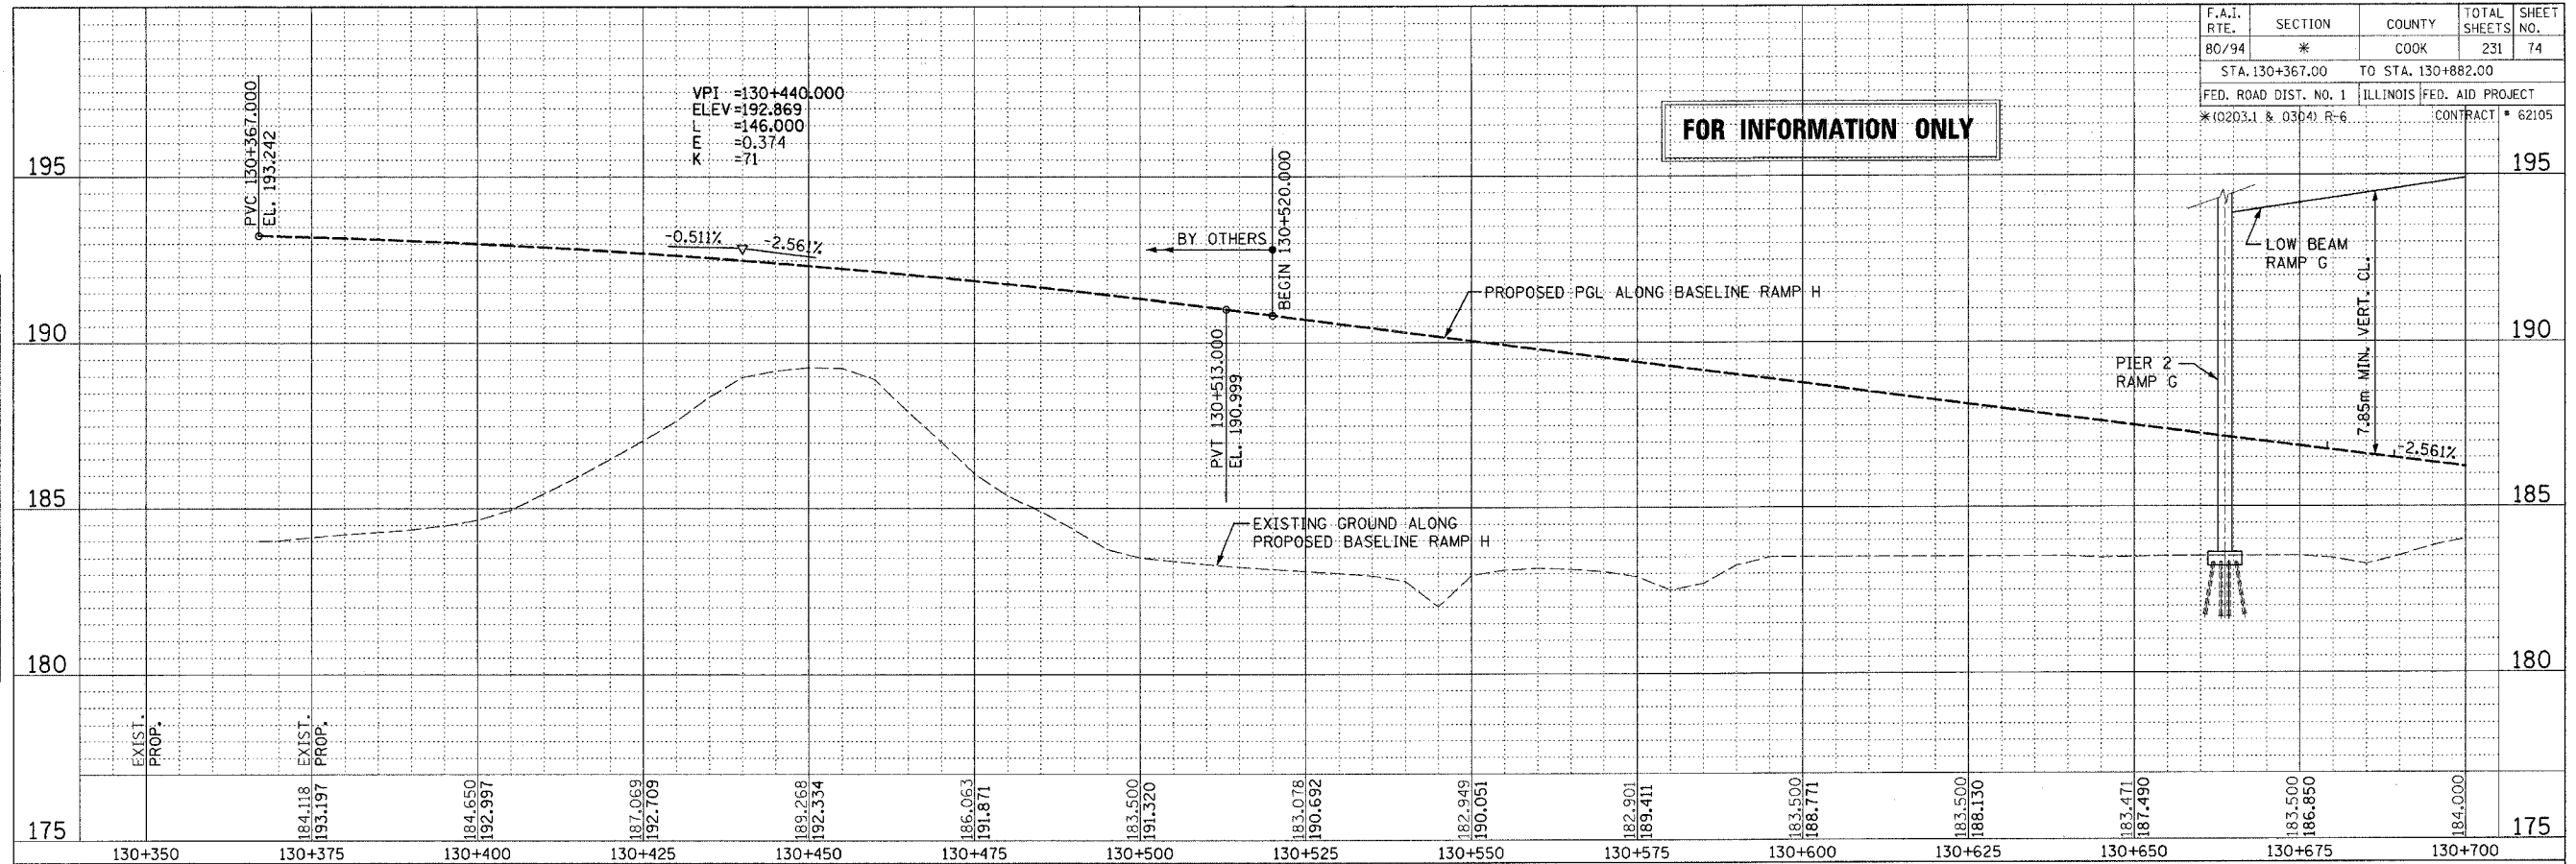 F.A.I. RTE. SECTION COUNTY TOTAL SHEETS SHEET NO.
80/94 * COOK 231 74
STA. 130+367.00 TO STA. 130+882.00
FED. ROAD DIST. NO. 1 ILLINOIS FED. AID PROJECT
*(0203.1 & 0304) R-6 CONTRACT # 62105
FOR INFORMATION ONLY
PVC 130+367.000
EL. 193.242
VPI =130+440.000
ELEV=192.869
L =146.000
E =0.374
K =71
-0.511%
-2.561%
BY OTHERS
BEGIN 130+520.000
PVT 130+513.000
EL. 190.999
PROPOSED PGL ALONG BASELINE RAMP H
EXISTING GROUND ALONG
PROPOSED BASELINE RAMP H
LOW BEAM
RAMP G
PIER 2
RAMP G
7.85m MIN. VERT. CL.
-2.561%
195 195
190 190
185 185
180 180
175 175
EXIST.
PROP.
EXIST.
PROP.
184.118
193.197
184.650
192.997
187.069
192.709
189.268
192.334
186.063
191.871
183.500
191.320
183.078
190.692
182.949
190.051
182.901
189.411
183.500
188.771
183.500
188.130
183.471
187.490
183.500
186.850
184.000
130+350 130+375 130+400 130+425 130+450 130+475 130+500 130+525 130+550 130+575 130+600 130+625 130+650 130+675 130+700